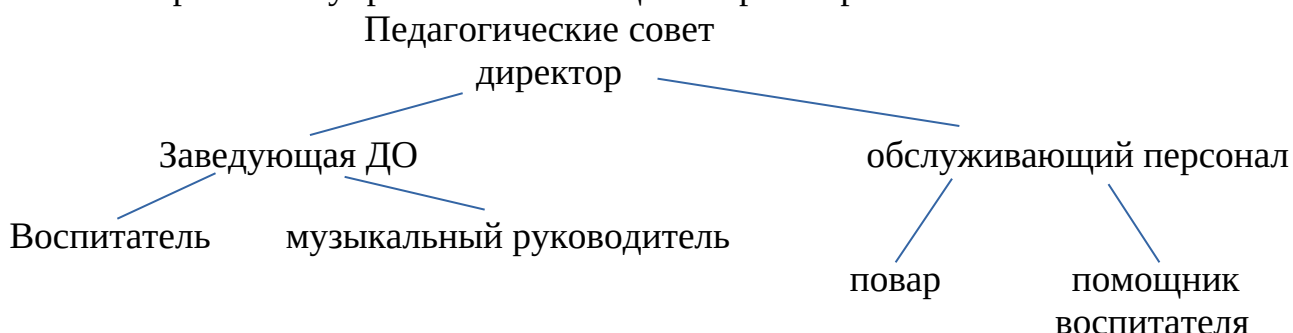 Педагогические совет
директор
Заведующая ДО
обслуживающий персонал
Воспитатель
музыкальный руководитель
повар
помощник
воспитателя